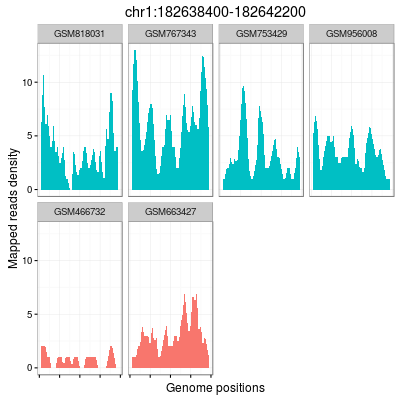 chr1:182638400-182642200
GSM818031 GSM767343 GSM753429 GSM956008
10
5
0
GSM466732 GSM663427
10
5
0
Mapped reads density
Genome positions